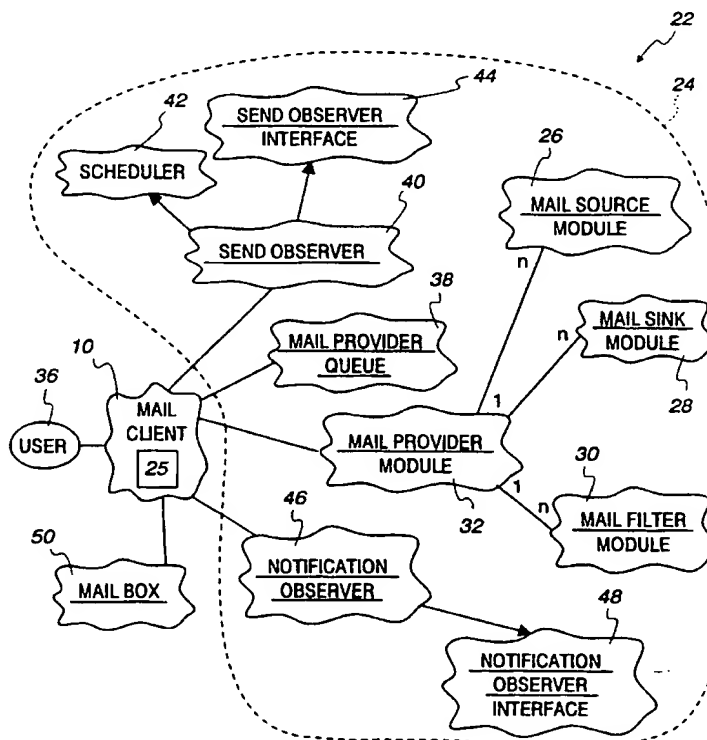 22
44
24
42
SEND OBSERVER
INTERFACE
26
SCHEDULER
40
MAIL SOURCE
MODULE
SEND OBSERVER
n
38
n
MAIL SINK
MODULE
MAIL PROVIDER
QUEUE
10
28
36
1
MAIL
CLIENT
USER
MAIL PROVIDER
MODULE
25
30
1
n
46
32
MAIL FILTER
MODULE
50
NOTIFICATION
OBSERVER
MAIL BOX
48
NOTIFICATION
OBSERVER
INTERFACE